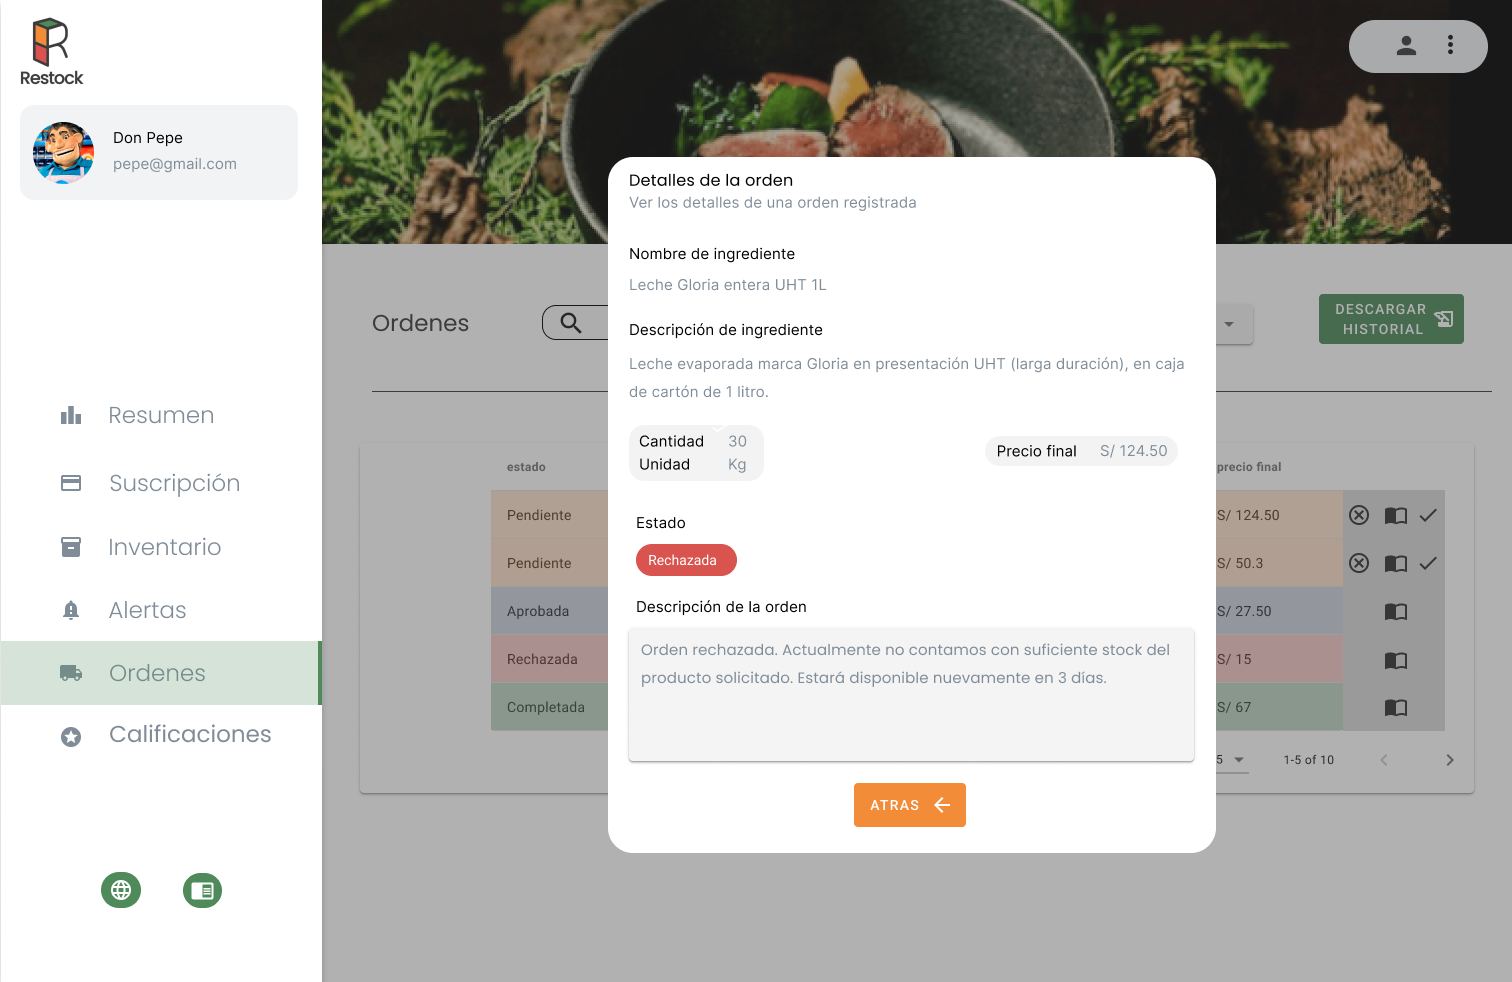 Restock
Don Pepe
pepe@gmail.com
Resumen
Suscripción
Inventario
Alertas
Ordenes
Calificaciones
Ordenes
DESCARGAR
HISTORIAL
estado
precio final
Pendiente
S/ 124.50
Pendiente
S/ 50.3
Aprobada
S/ 27.50
Rechazada
S/ 15
Completada
S/ 67
5
1-5 of 10
Detalles de la orden
Ver los detalles de una orden registrada
Nombre de ingrediente
Leche Gloria entera UHT 1L
Descripción de ingrediente
Leche evaporada marca Gloria en presentación UHT (larga duración), en caja
de cartón de 1 litro.
Cantidad 30
Unidad Kg
Precio final S/ 124.50
Estado
Rechazada
Descripción de la orden
Orden rechazada. Actualmente no contamos con suficiente stock del
producto solicitado. Estará disponible nuevamente en 3 días.
ATRAS